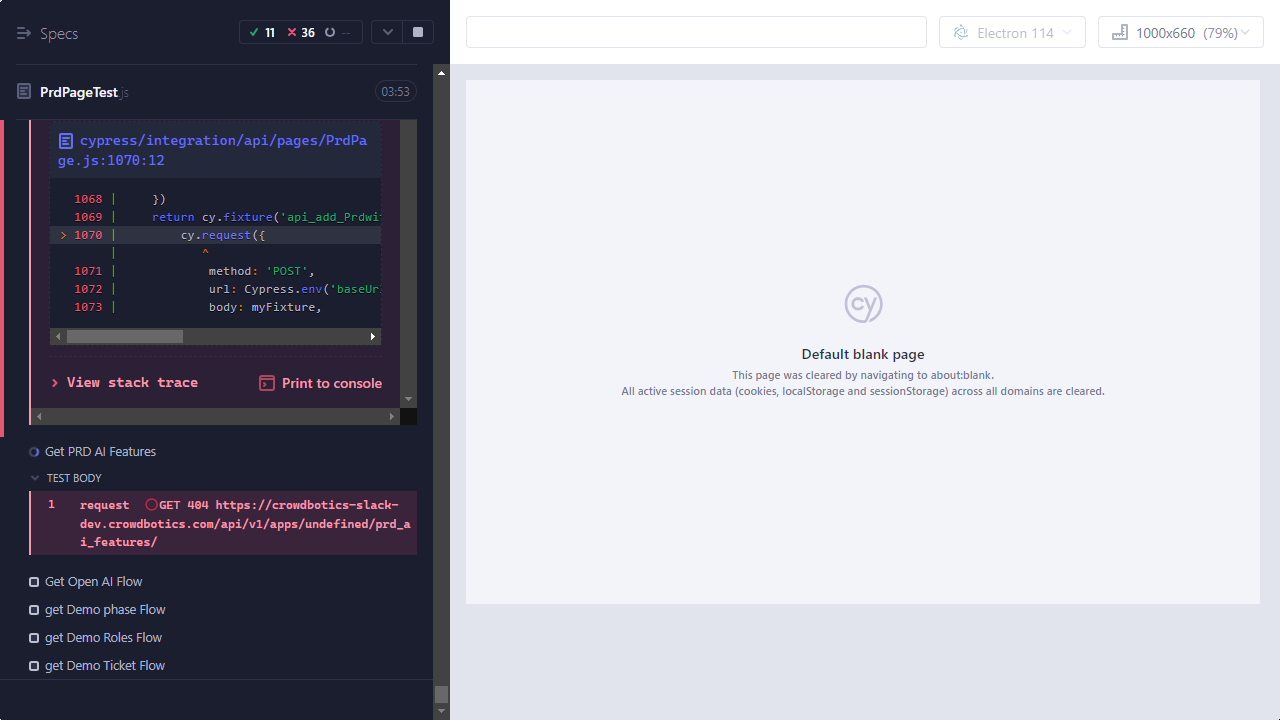 Specs
11
36
--
Electron 114
1000x660 (79%)
PrdPageTest.js
03:53
cypress/integration/api/pages/PrdPa
ge.js:1070:12
1068 | })
1069 | return cy.fixture('api_add_Prdwi
> 1070 | cy.request({
| ^
1071 | method: 'POST',
1072 | url: Cypress.env('baseUr
1073 | body: myFixture,
> View stack trace
Print to console
Get PRD AI Features
TEST BODY
1 request GET 404 https://crowdbotics-slack-
dev.crowdbotics.com/api/v1/apps/undefined/prd_a
i_features/
Get Open AI Flow
get Demo phase Flow
get Demo Roles Flow
get Demo Ticket Flow
cy
Default blank page
This page was cleared by navigating to about:blank.
All active session data (cookies, localStorage and sessionStorage) across all domains are cleared.